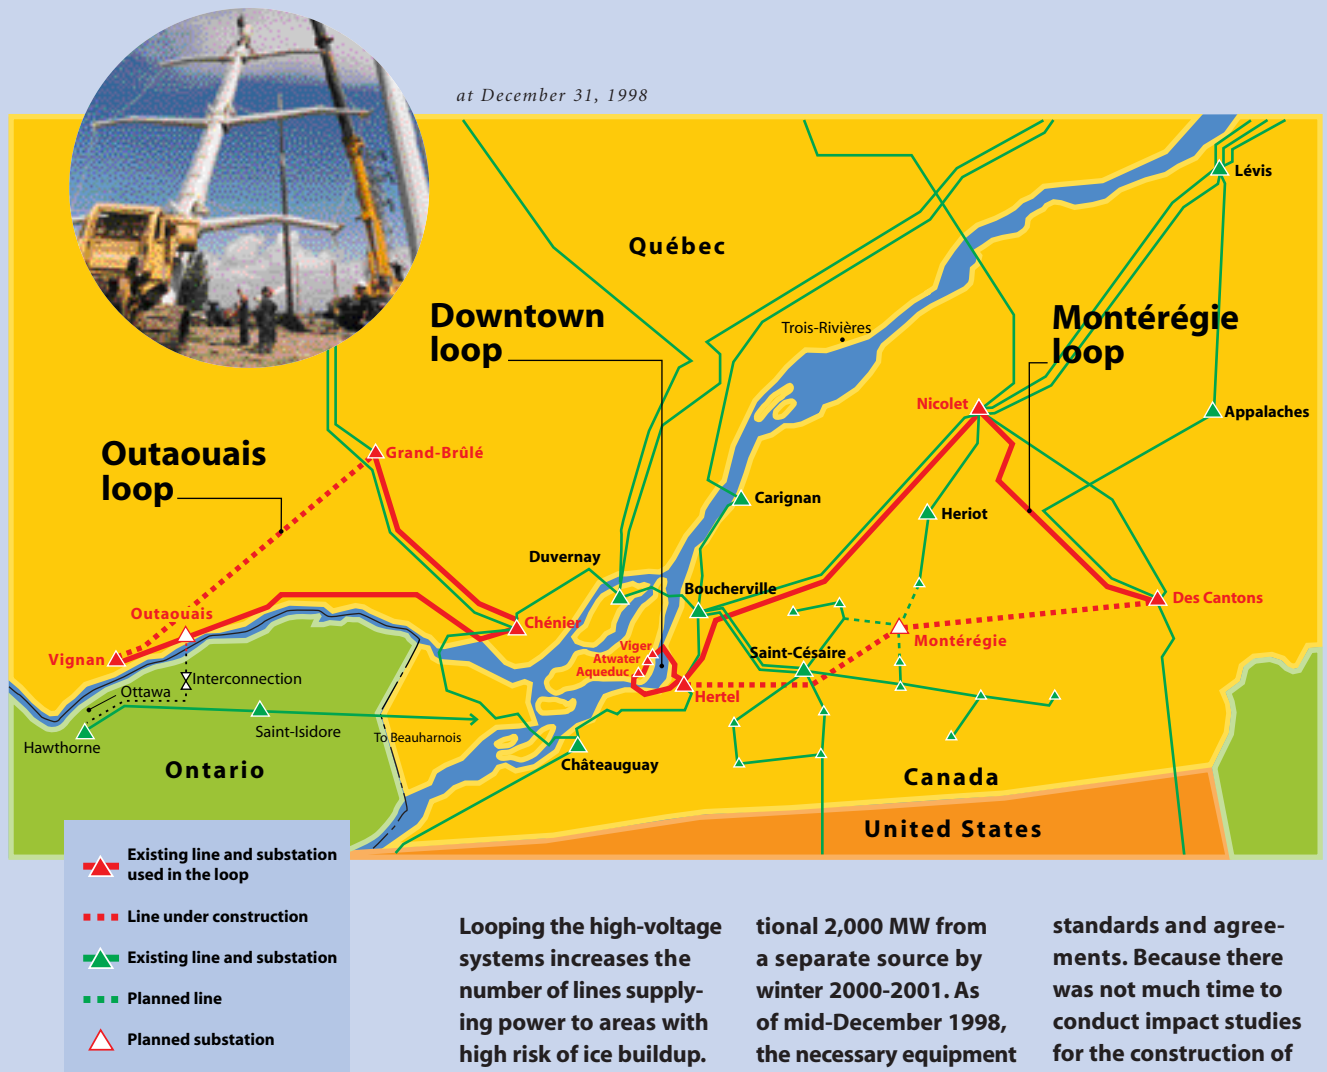 at December 31, 1998
Lévis
Québec
Downtown
loop
Trois-Rivières
Montérégie
loop
Nicolet
Appalaches
Outaouais
loop
Grand-Brûlé
Carignan
Heriot
Duvernay
Boucherville
Des Cantons
Outaouais
Chénier
Montérégie
Vignan
Viger
Atwater
Aqueduc
Saint-Césaire
Interconnection
Hertel
Ottawa
Hawthorne
Saint-Isidore
To Beauharnois
Châteauguay
Ontario
Canada
United States
Existing line and substation
used in the loop
Line under construction
Existing line and substation
Planned line
Planned substation
Looping the high-voltage
systems increases the
number of lines supply-
ing power to areas with
high risk of ice buildup.
tional 2,000 MW from
a separate source by
winter 2000-2001. As
of mid-December 1998,
the necessary equipment
standards and agree-
ments. Because there
was not much time to
conduct impact studies
for the construction of